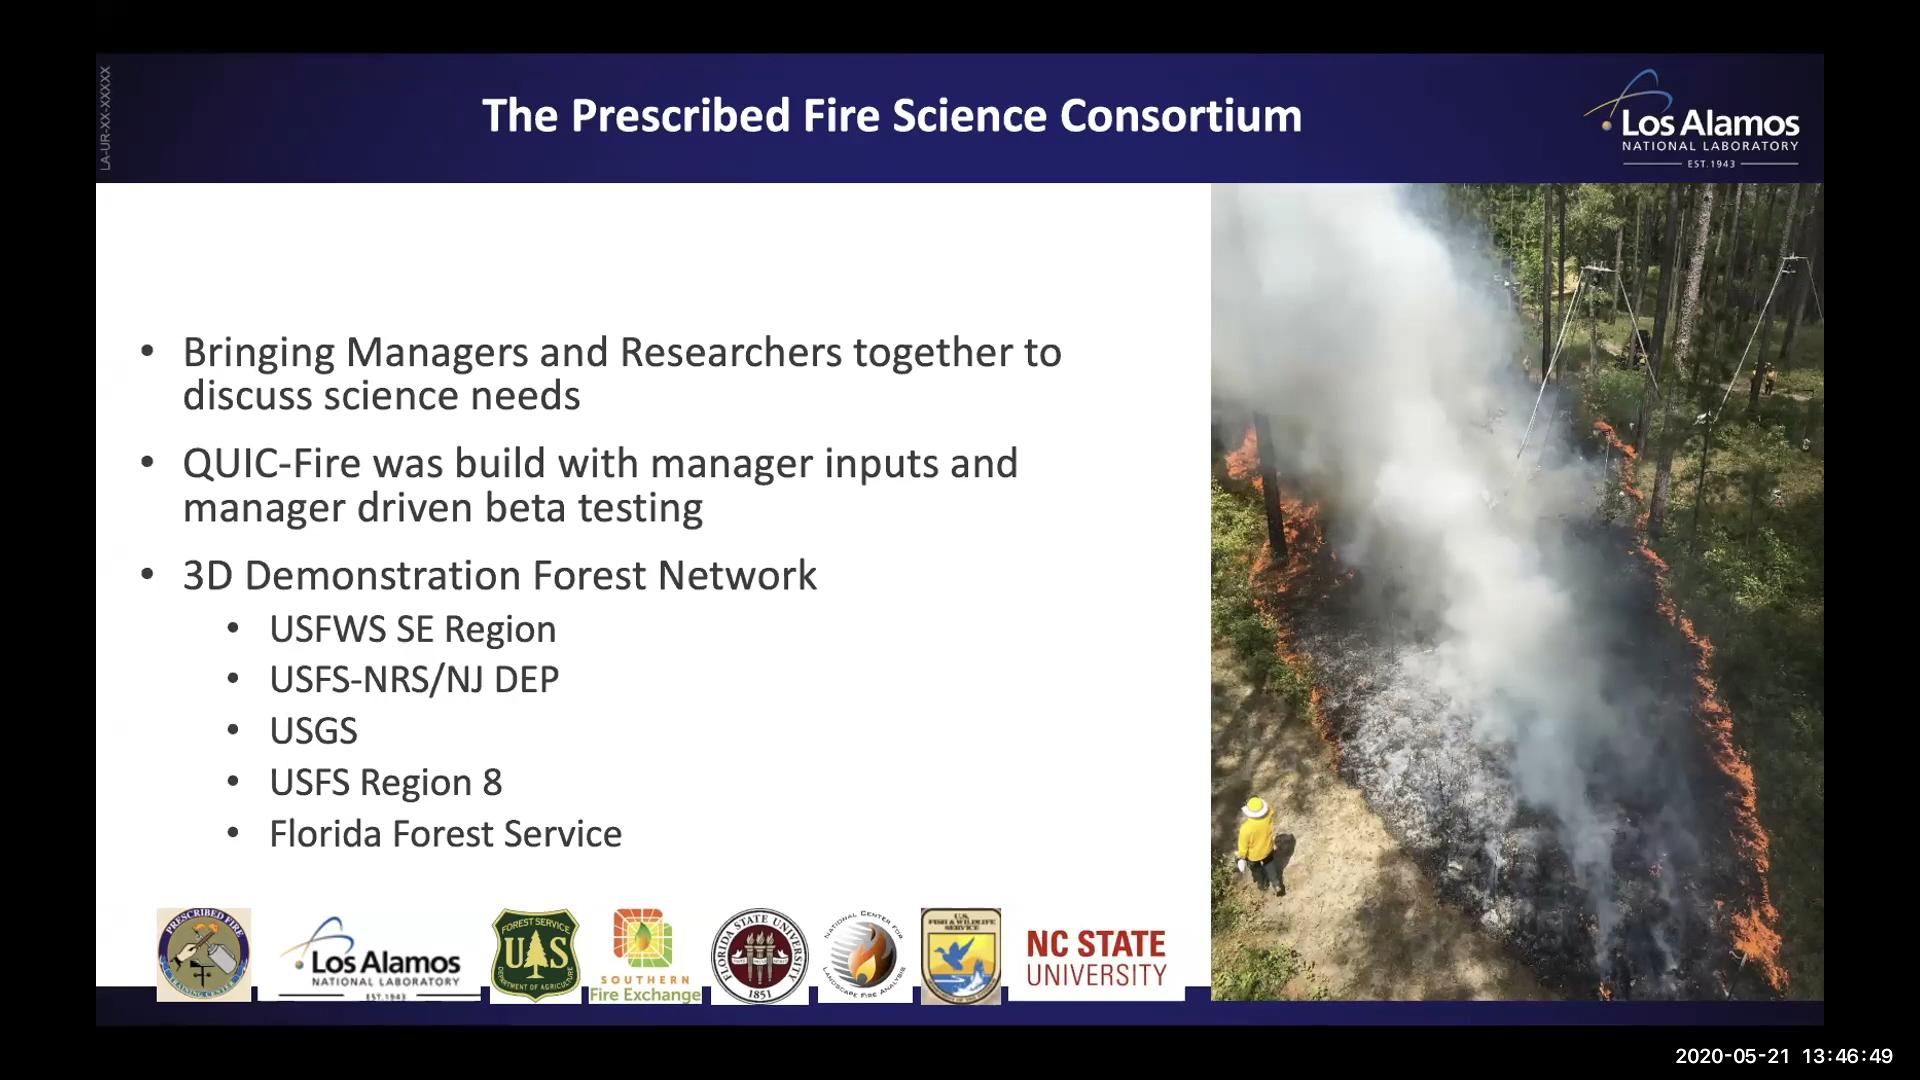 LA-UR-XX-XXXXX
The Prescribed Fire Science Consortium
Los Alamos
NATIONAL LABORATORY
EST.1943
• Bringing Managers and Researchers together to
discuss science needs
• QUIC-Fire was build with manager inputs and
manager driven beta testing
• 3D Demonstration Forest Network
• USFWS SE Region
• USFS-NRS/NJ DEP
• USGS
• USFS Region 8
• Florida Forest Service
PRESCRIBED FIRE
TRAINING CENTER
Los Alamos
NATIONAL LABORATORY
EST.1943
FOREST SERVICE
UAS
DEPARTMENT OF AGRICULTURE
SOUTHERN
Fire Exchange
FLORIDA STATE UNIVERSITY
1851
NATIONAL CENTER FOR
LANDSCAPE FIRE ANALYSIS
U.S.
FISH & WILDLIFE
SERVICE
NC STATE
UNIVERSITY
2020-05-21 13:46:49